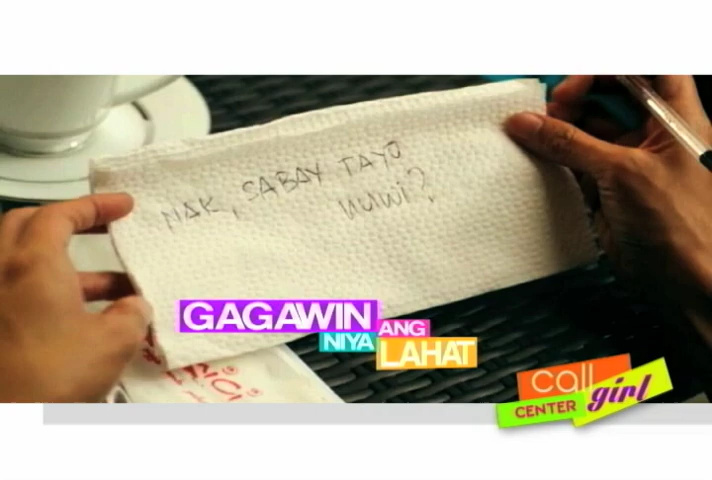 NAK, SABAY TAYO
UUWI?
GAGAWIN
NIYA ANG
LAHAT
call
CENTER girl